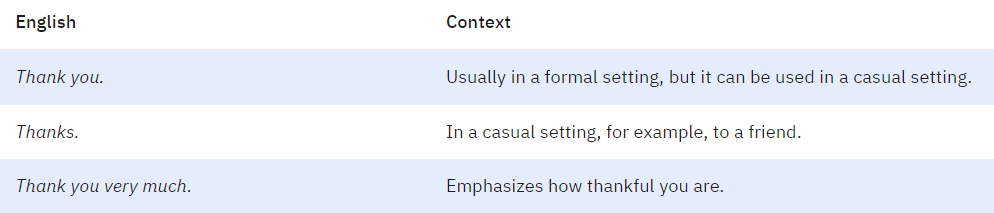 English Context
Thank you. Usually in a formal setting, but it can be used in a casual setting.
Thanks. In a casual setting, for example, to a friend.
Thank you very much. Emphasizes how thankful you are.